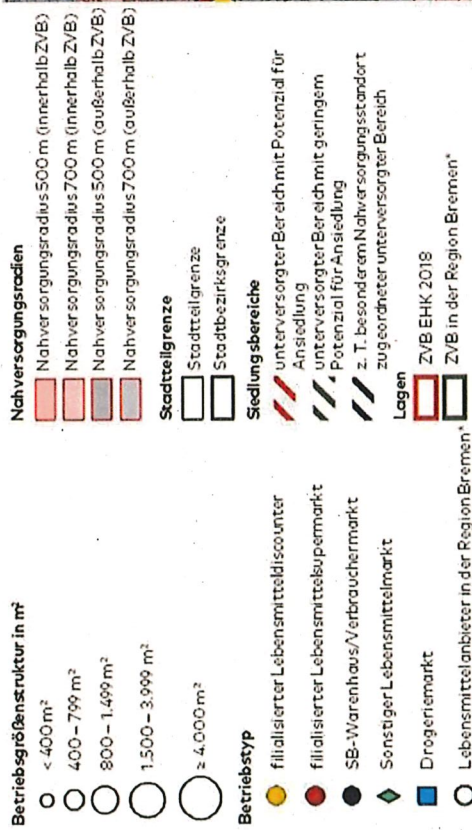 Betriebsgrößenstruktur in m²
< 400 m²
400 – 799 m²
800 – 1.499 m²
1.500 – 3.999 m²
≥ 4.000 m²
Betriebstyp
filialisierter Lebensmitteldiscounter
filialisierter Lebensmittelsupermarkt
SB-Warenhaus/Verbrauchermarkt
Sonstiger Lebensmittelmarkt
Drogeriemarkt
Lebenmittelanbieter in der Region Bremen*
Nahversorgungsradien
Nahversorgungsradius 500 m (innerhalb ZVB)
Nahversorgungsradius 700 m (innerhalb ZVB)
Nahversorgungsradius 500 m (außerhalb ZVB)
Nahversorgungsradius 700 m (außerhalb ZVB)
Stadtteilgrenze
Stadtteilgrenze
Stadtbezirksgrenze
Siedlungsbereiche
unterversorgter Bereich mit Potenzial für
Ansiedlung
unterversorgter Bereich mit geringem
Potenzial für Ansiedlung
z. T. besonderem Nahversorgungsstandort
zugeordneter unterversorgter Bereich
Lagen
ZVB EHK 2018
ZVB in der Region Bremen*